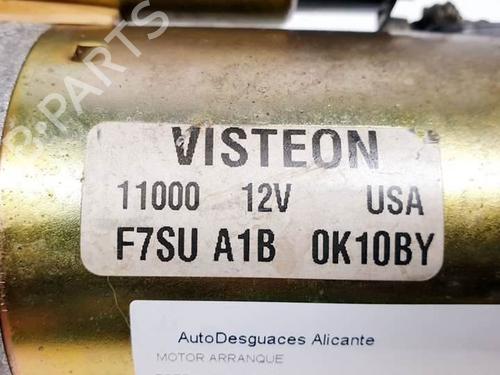 B-PARTS
VISTEON
11000 12V USA
F7SU A1B 0K10BY
AutoDesguaces Alicante
MOTOR ARRANQUE